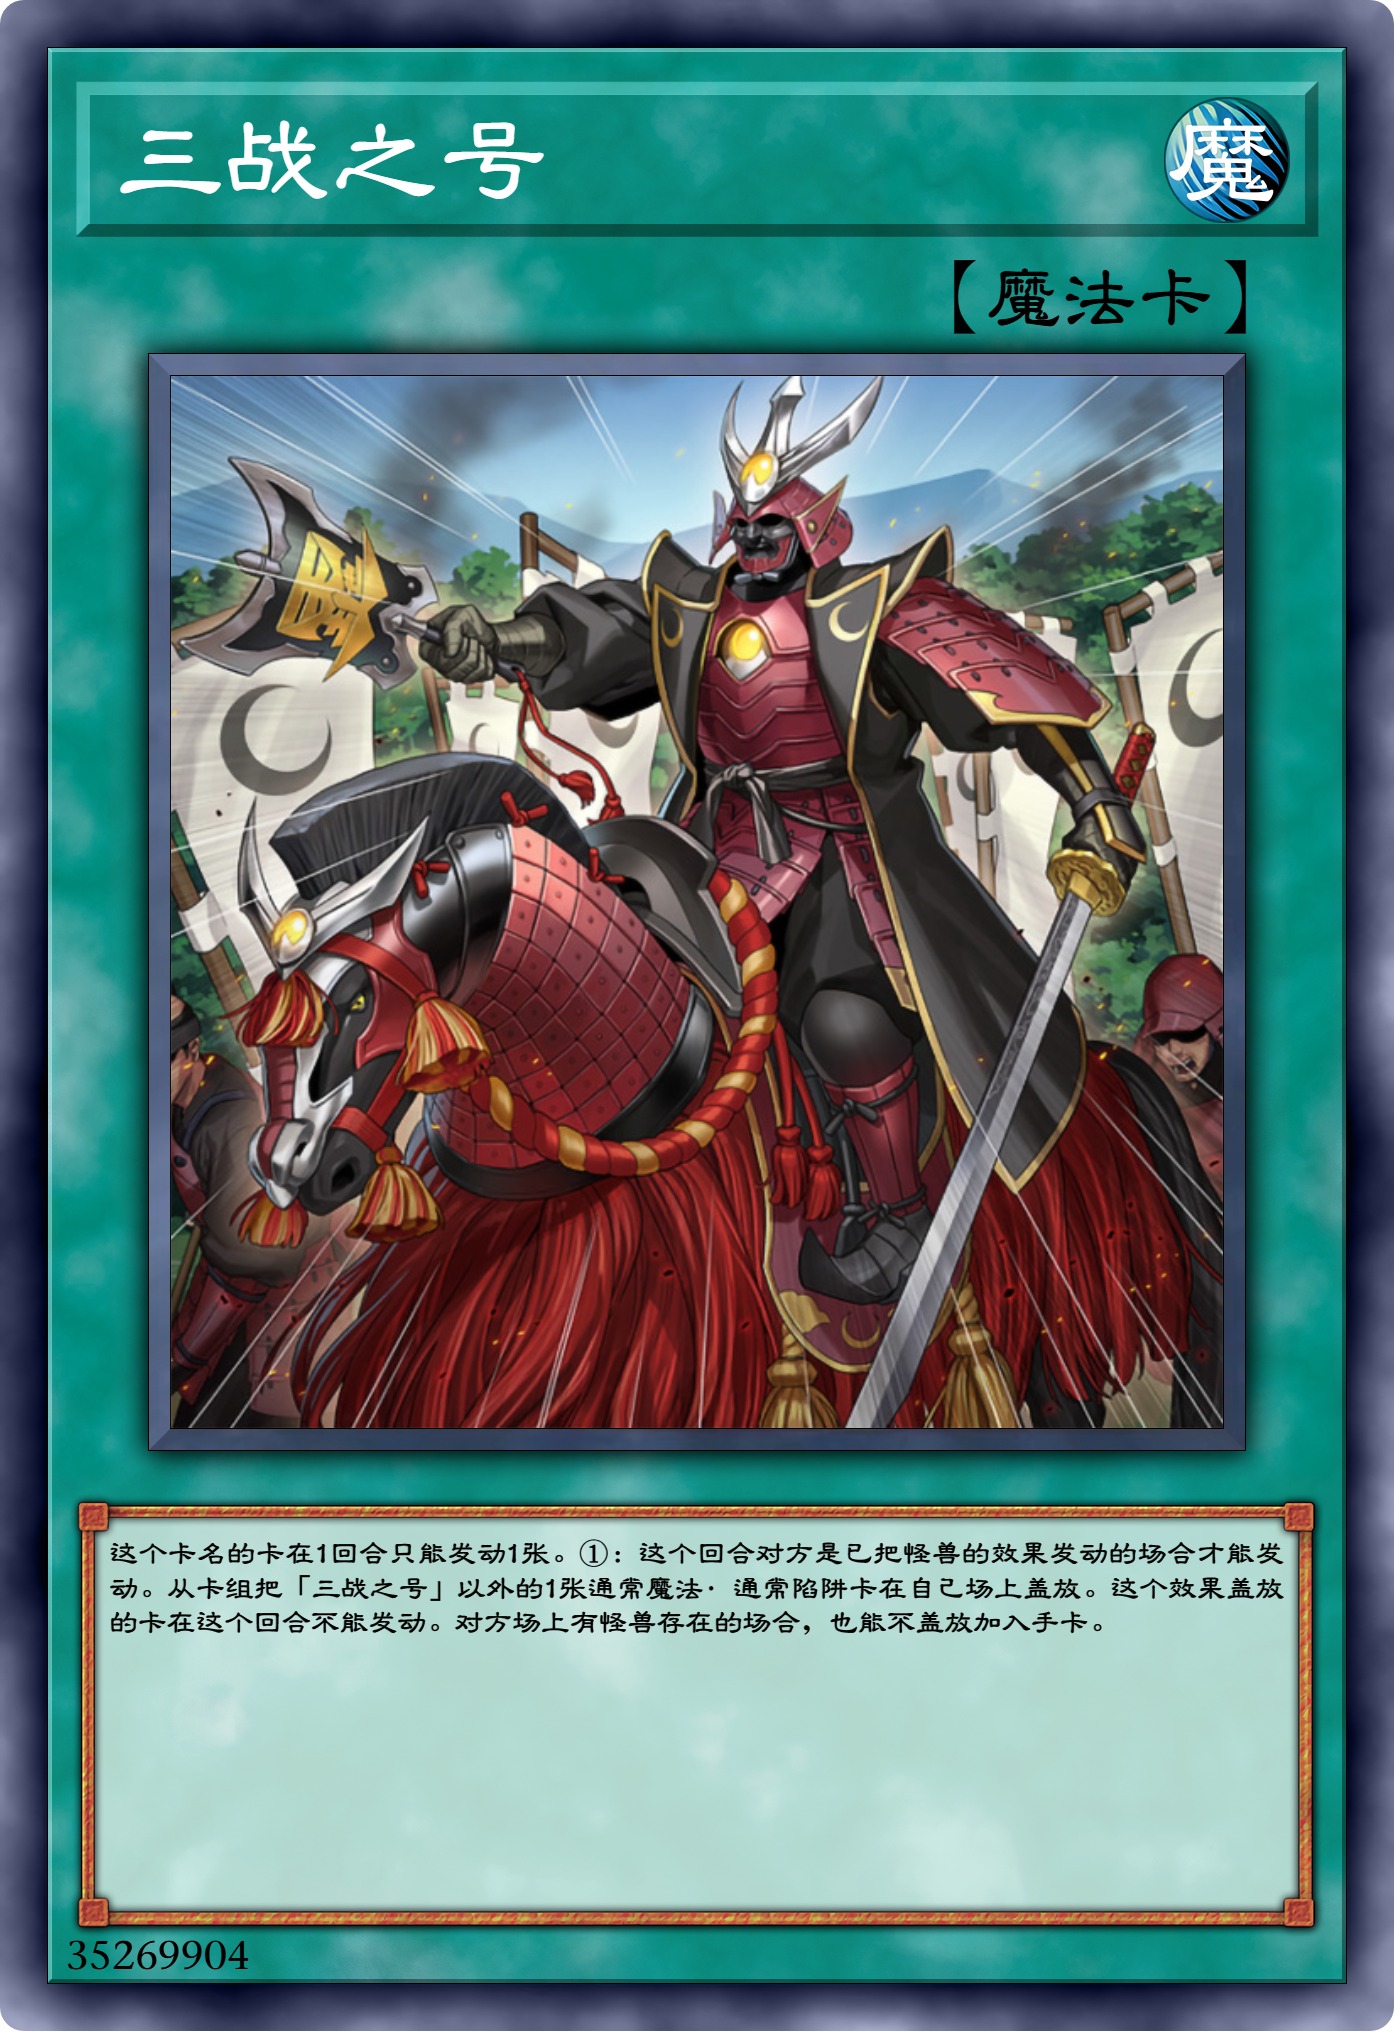 三战之号
魔
【魔法卡】
这个卡名的卡在1回合只能发动1张。①：这个回合对方是已把怪兽的效果发动的场合才能发
动。从卡组把「三战之号」以外的1张通常魔法·通常陷阱卡在自己场上盖放。这个效果盖放
的卡在这个回合不能发动。对方场上有怪兽存在的场合，也能不盖放加入手卡。
35269904